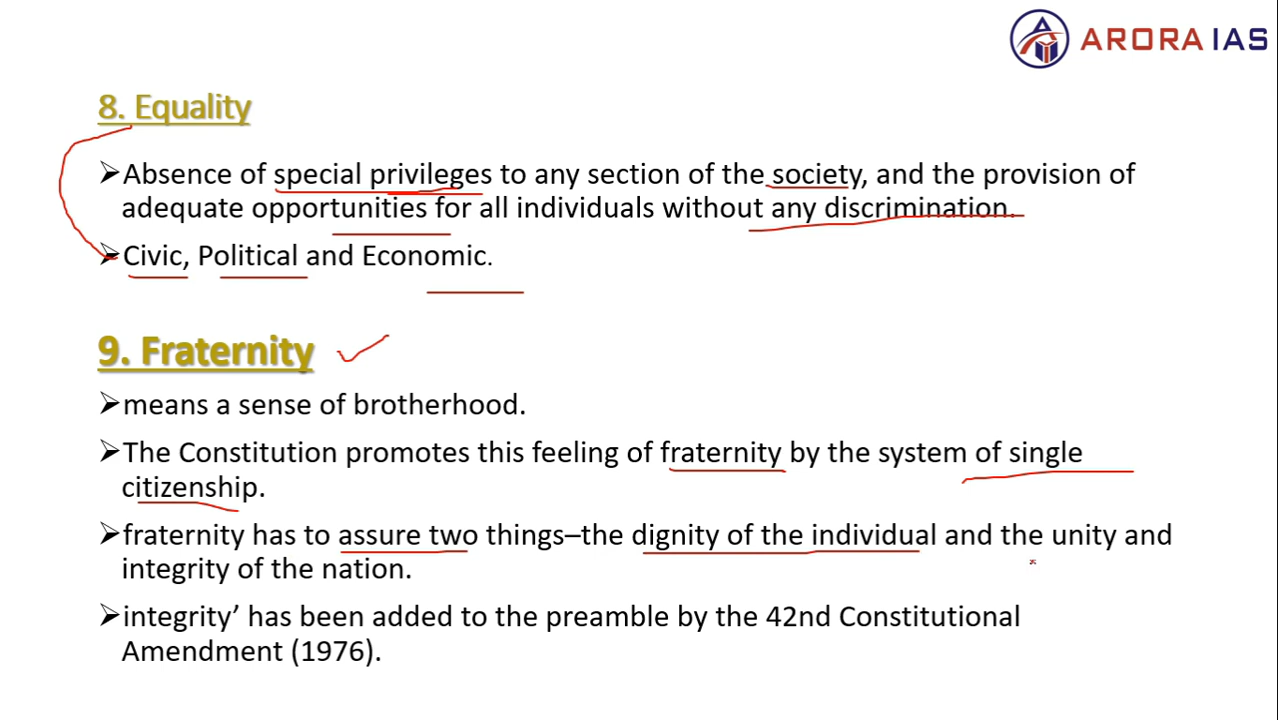 ARORA IAS
8. Equality
➢Absence of special privileges to any section of the society, and the provision of
adequate opportunities for all individuals without any discrimination.
➢Civic, Political and Economic.
9. Fraternity
➢means a sense of brotherhood.
➢The Constitution promotes this feeling of fraternity by the system of single
citizenship.
➢fraternity has to assure two things–the dignity of the individual and the unity and
integrity of the nation.
➢integrity’ has been added to the preamble by the 42nd Constitutional
Amendment (1976).